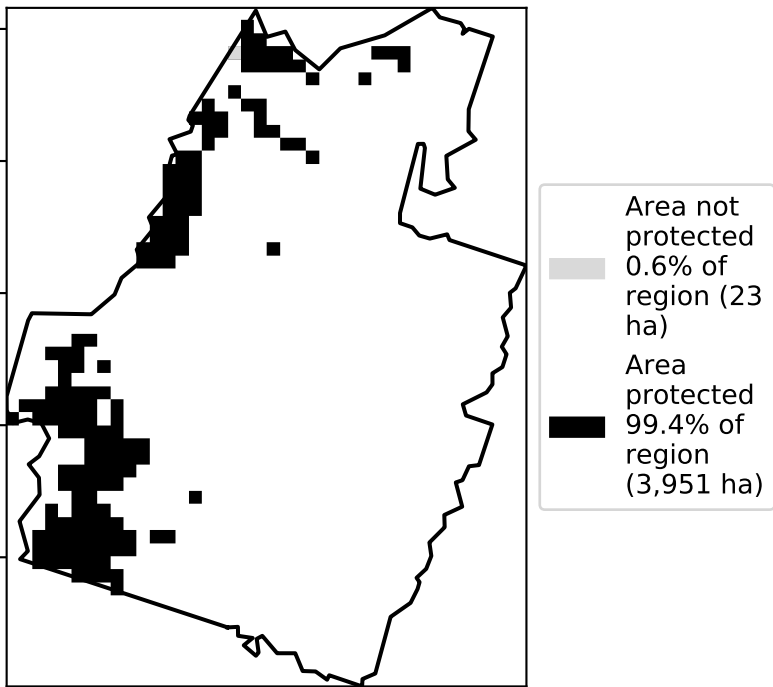 Area not
protected
0.6% of
region (23
ha)
Area
protected
99.4% of
region
(3,951 ha)